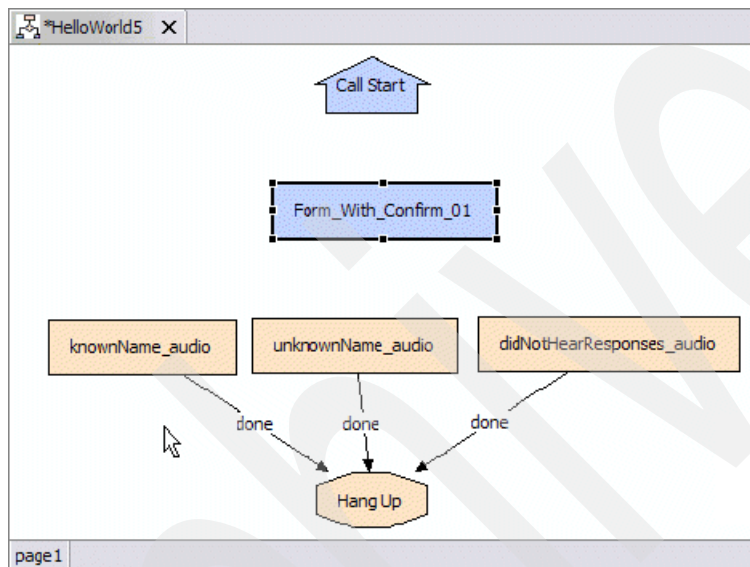 *HelloWorld5
Call Start
Form_With_Confirm_01
knownName_audio
unknownName_audio
didNotHearResponses_audio
done
done
done
Hang Up
page1